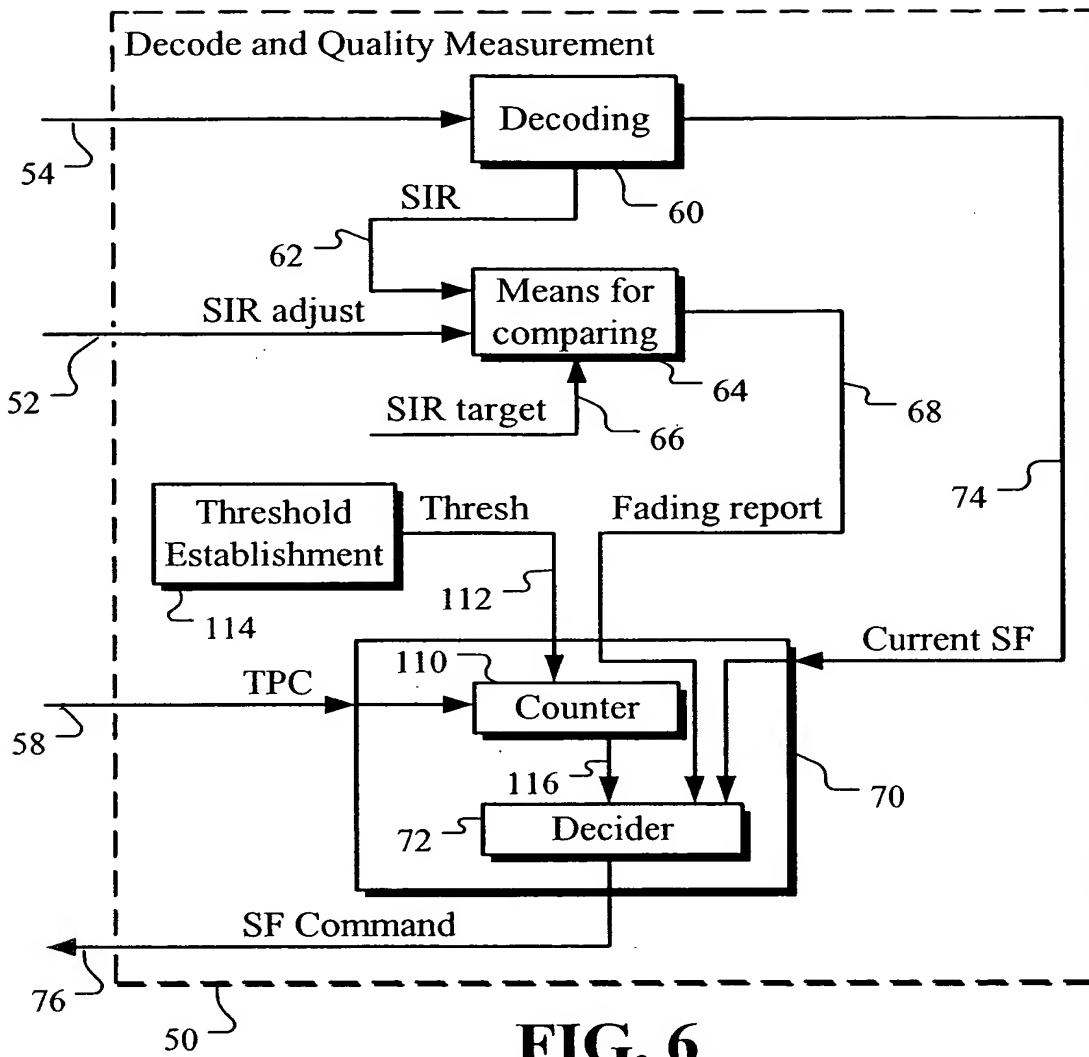 Decode and Quality Measurement
Decoding
54
SIR
60
62
Means for
comparing
SIR adjust
52
64
68
SIR target
66
74
Threshold
Establishment
Thresh
Fading report
112
114
Current SF
110
TPC
Counter
58
116
70
72
Decider
SF Command
76
50
FIG. 6